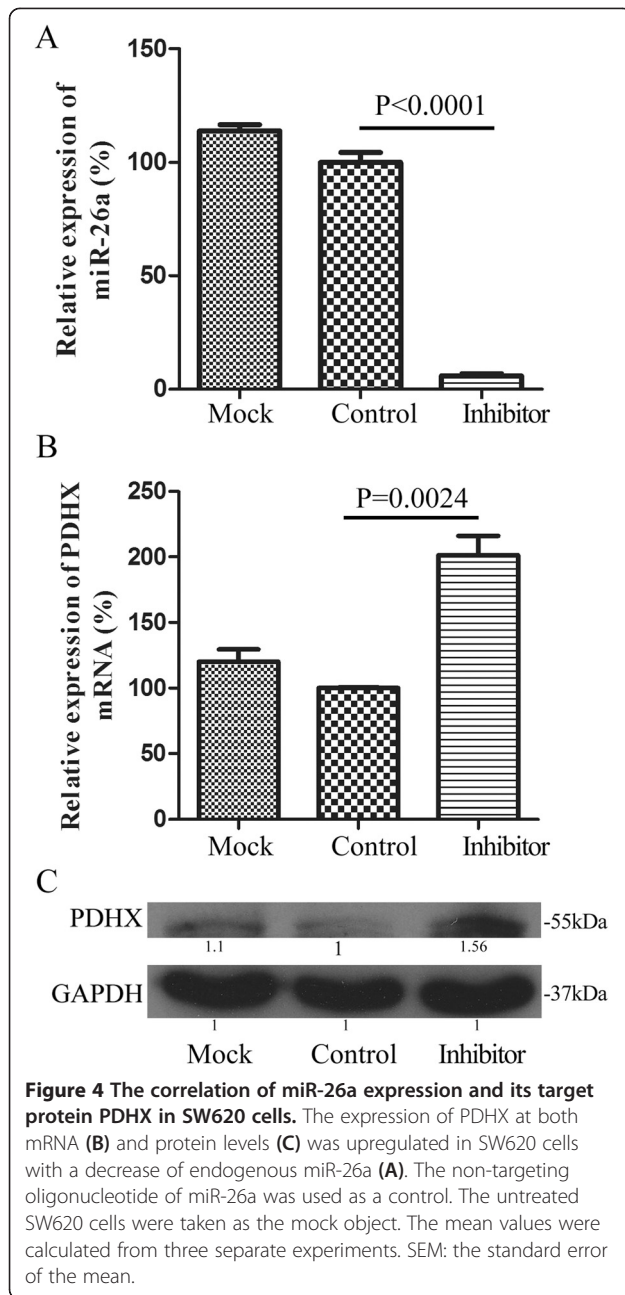 A
Relative expression of
miR-26a (%)
150
100
50
0
P<0.0001
Mock Control Inhibitor
B
Relative expression of PDHX
mRNA (%)
250
200
150
100
50
0
P=0.0024
Mock Control Inhibitor
C
PDHX -55kDa
1.1 1 1.56
GAPDH -37kDa
1 1 1
Mock Control Inhibitor
Figure 4 The correlation of miR-26a expression and its target
protein PDHX in SW620 cells. The expression of PDHX at both
mRNA (B) and protein levels (C) was upregulated in SW620 cells
with a decrease of endogenous miR-26a (A). The non-targeting
oligonucleotide of miR-26a was used as a control. The untreated
SW620 cells were taken as the mock object. The mean values were
calculated from three separate experiments. SEM: the standard error
of the mean.